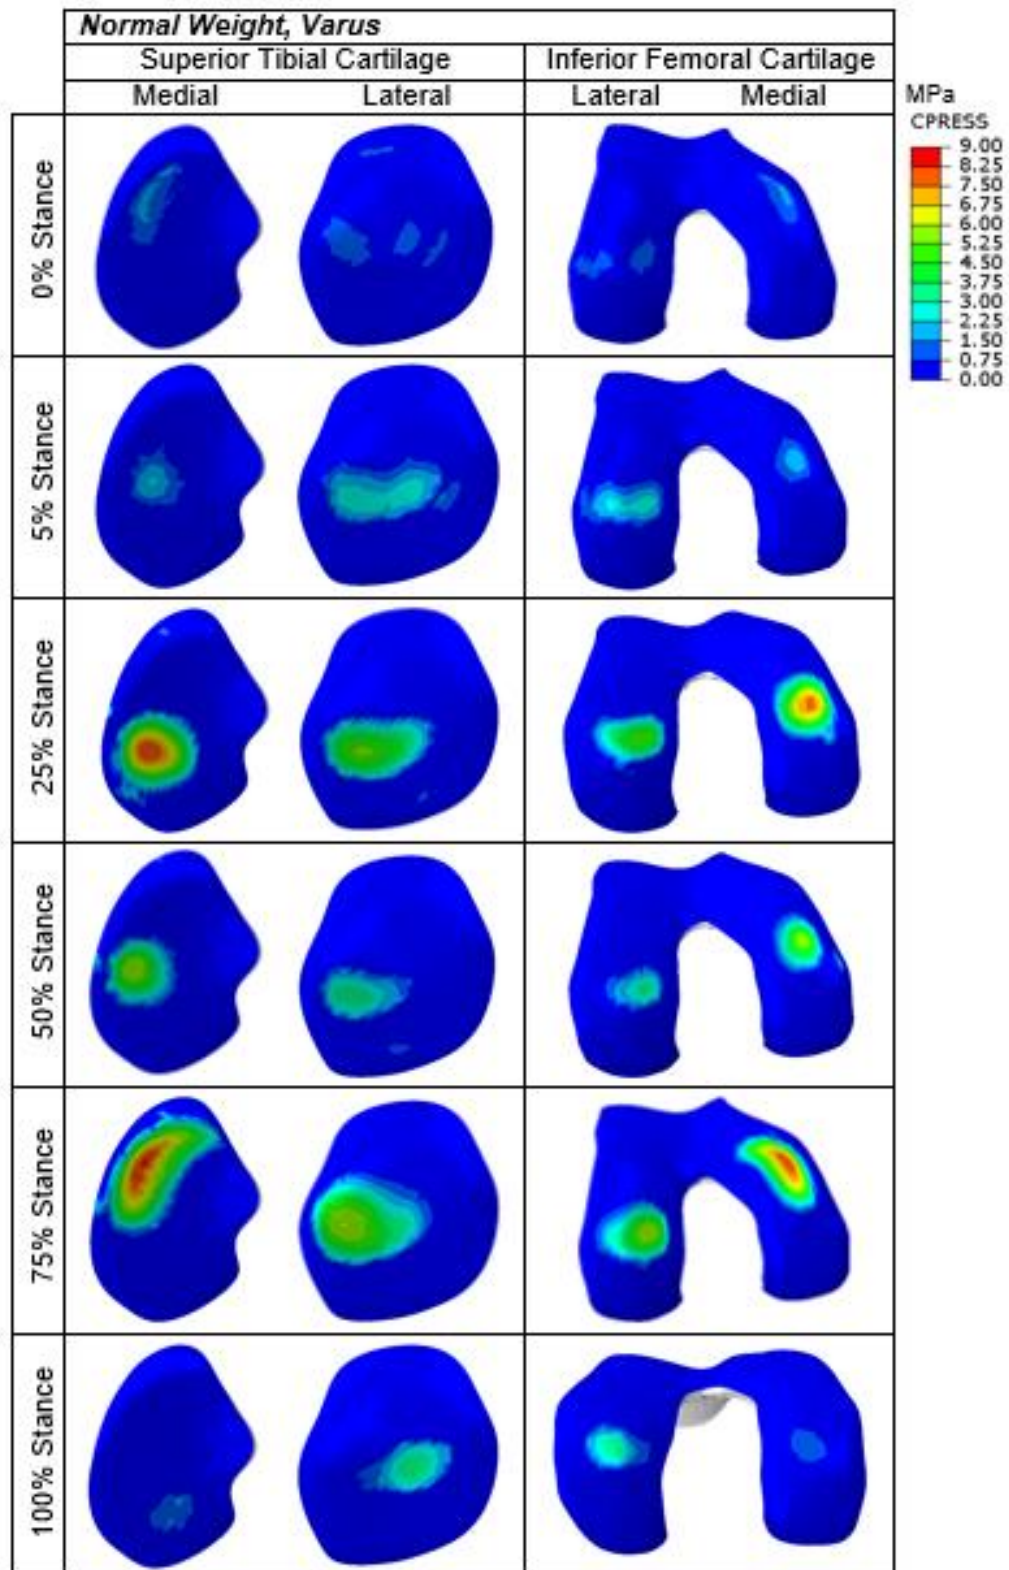 Normal Weight, Varus
Superior Tibial Cartilage Inferior Femoral Cartilage
Medial Lateral Lateral Medial
MPa
CPRESS
9.00
8.25
7.50
6.75
6.00
5.25
4.50
3.75
3.00
2.25
1.50
0.75
0.00
0% Stance
5% Stance
25% Stance
50% Stance
75% Stance
100% Stance